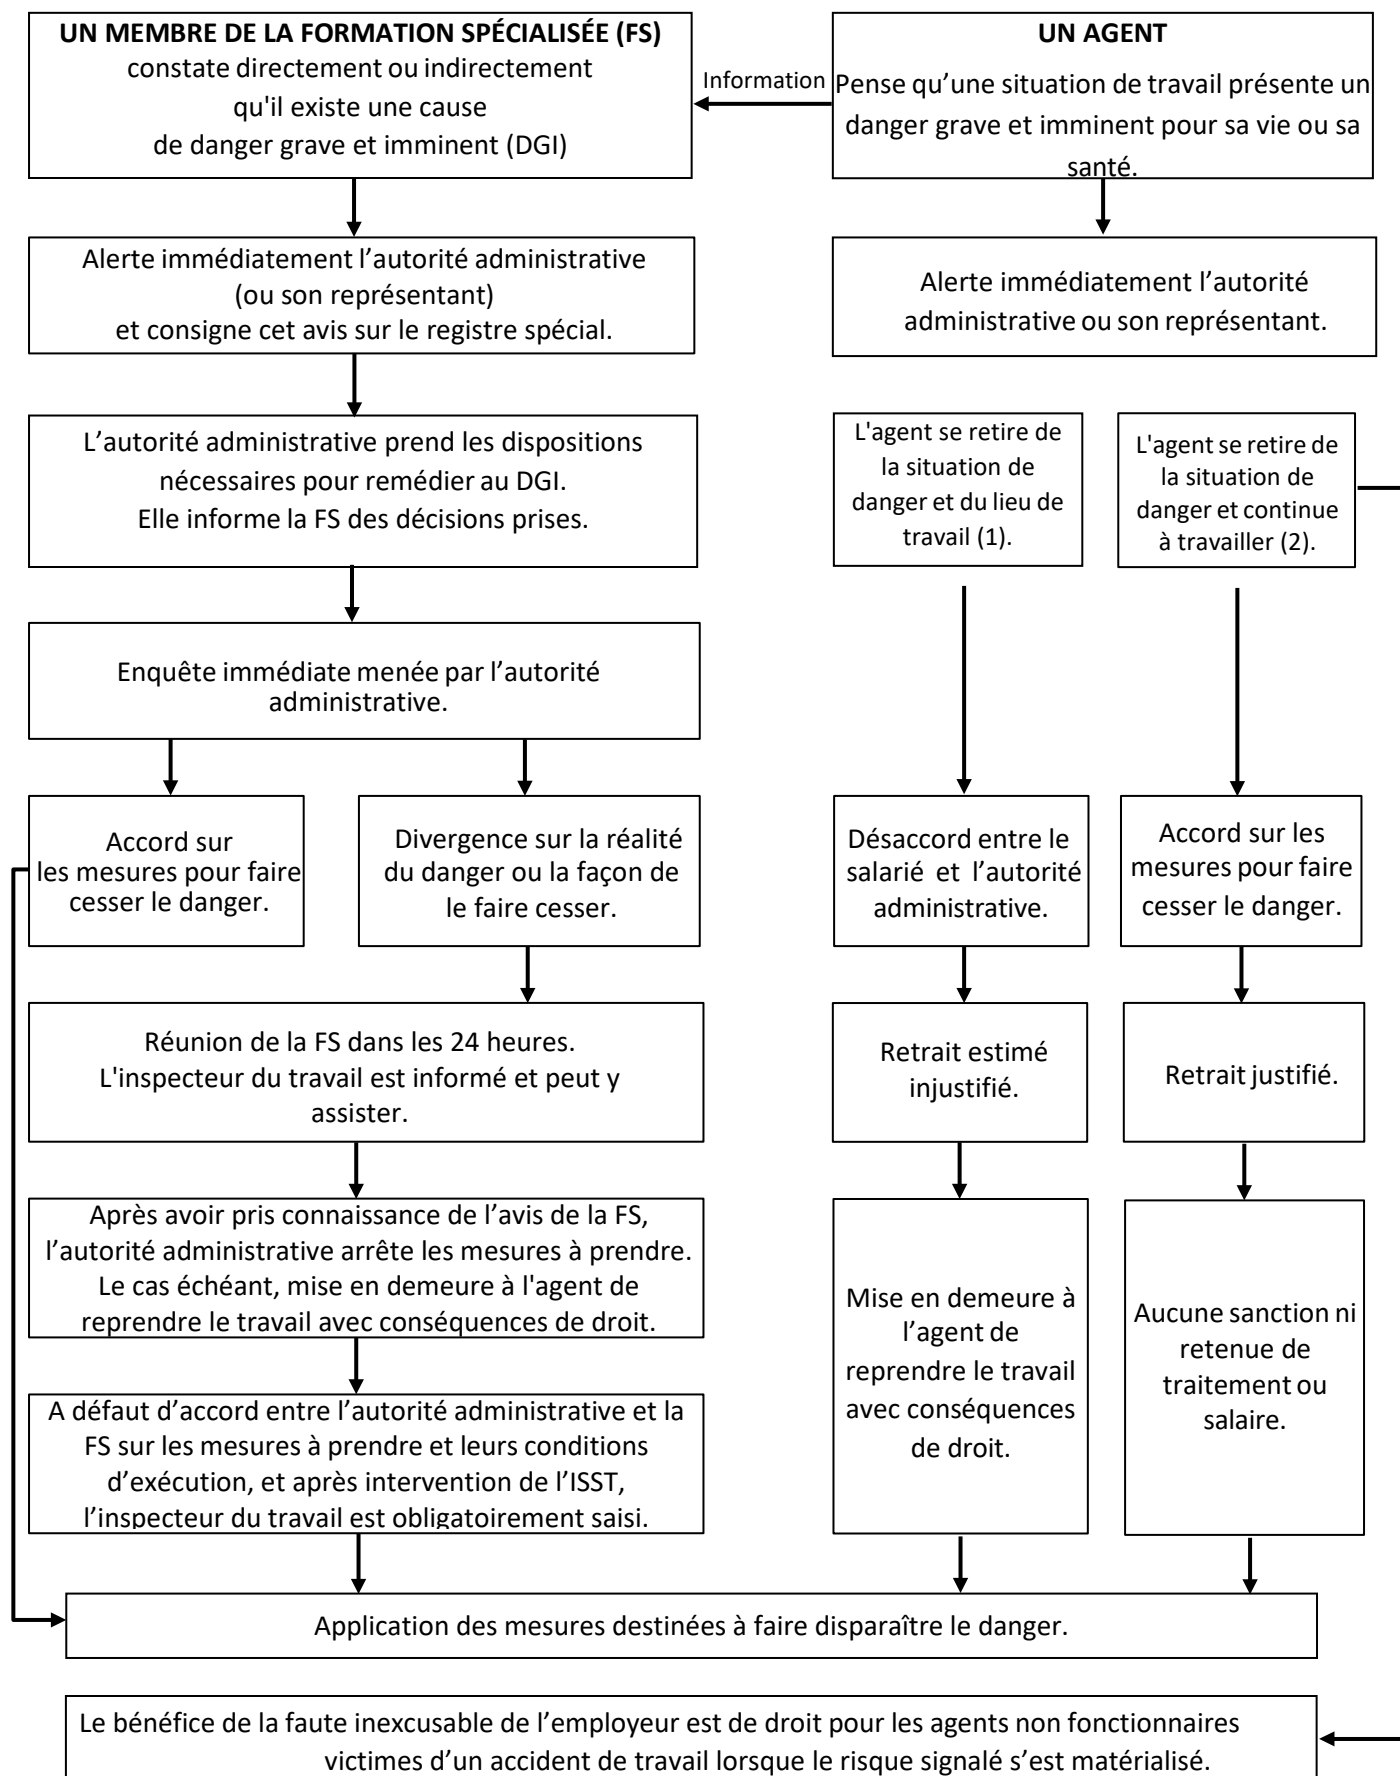 UN MEMBRE DE LA FORMATION SPÉCIALISÉE (FS)
constate directement ou indirectement
qu'il existe une cause
de danger grave et imminent (DGI)
Information
UN AGENT
Pense qu’une situation de travail présente un
danger grave et imminent pour sa vie ou sa
santé.
Alerte immédiatement l’autorité administrative
(ou son représentant)
et consigne cet avis sur le registre spécial.
Alerte immédiatement l’autorité
administrative ou son représentant.
L’autorité administrative prend les dispositions
nécessaires pour remédier au DGI.
Elle informe la FS des décisions prises.
L'agent se retire de
la situation de
danger et du lieu de
travail (1).
L'agent se retire de
la situation de
danger et continue
à travailler (2).
Enquête immédiate menée par l’autorité
administrative.
Accord sur
les mesures pour faire
cesser le danger.
Divergence sur la réalité
du danger ou la façon de
le faire cesser.
Désaccord entre le
salarié et l’autorité
administrative.
Accord sur les
mesures pour faire
cesser le danger.
Réunion de la FS dans les 24 heures.
L'inspecteur du travail est informé et peut y
assister.
Retrait estimé
injustifié.
Retrait justifié.
Après avoir pris connaissance de l’avis de la FS,
l’autorité administrative arrête les mesures à prendre.
Le cas échéant, mise en demeure à l'agent de
reprendre le travail avec conséquences de droit.
Mise en demeure à
l’agent de
reprendre le travail
avec conséquences
de droit.
Aucune sanction ni
retenue de
traitement ou
salaire.
A défaut d’accord entre l’autorité administrative et la
FS sur les mesures à prendre et leurs conditions
d’exécution, et après intervention de l’ISST,
l’inspecteur du travail est obligatoirement saisi.
Application des mesures destinées à faire disparaître le danger.
Le bénéfice de la faute inexcusable de l’employeur est de droit pour les agents non fonctionnaires
victimes d’un accident de travail lorsque le risque signalé s’est matérialisé.